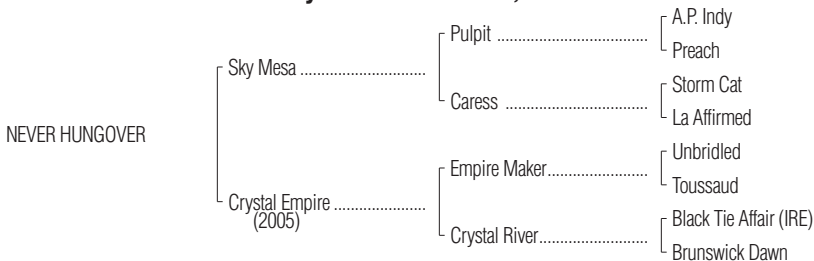 Pulpit ............................................
A.P. Indy
Preach
Sky Mesa .....................................
Caress ..........................................
Storm Cat
La Affirmed
NEVER HUNGOVER
Crystal Empire ...........................
(2005)
Empire Maker..............................
Unbridled
Toussaud
Crystal River................................
Black Tie Affair (IRE)
Brunswick Dawn